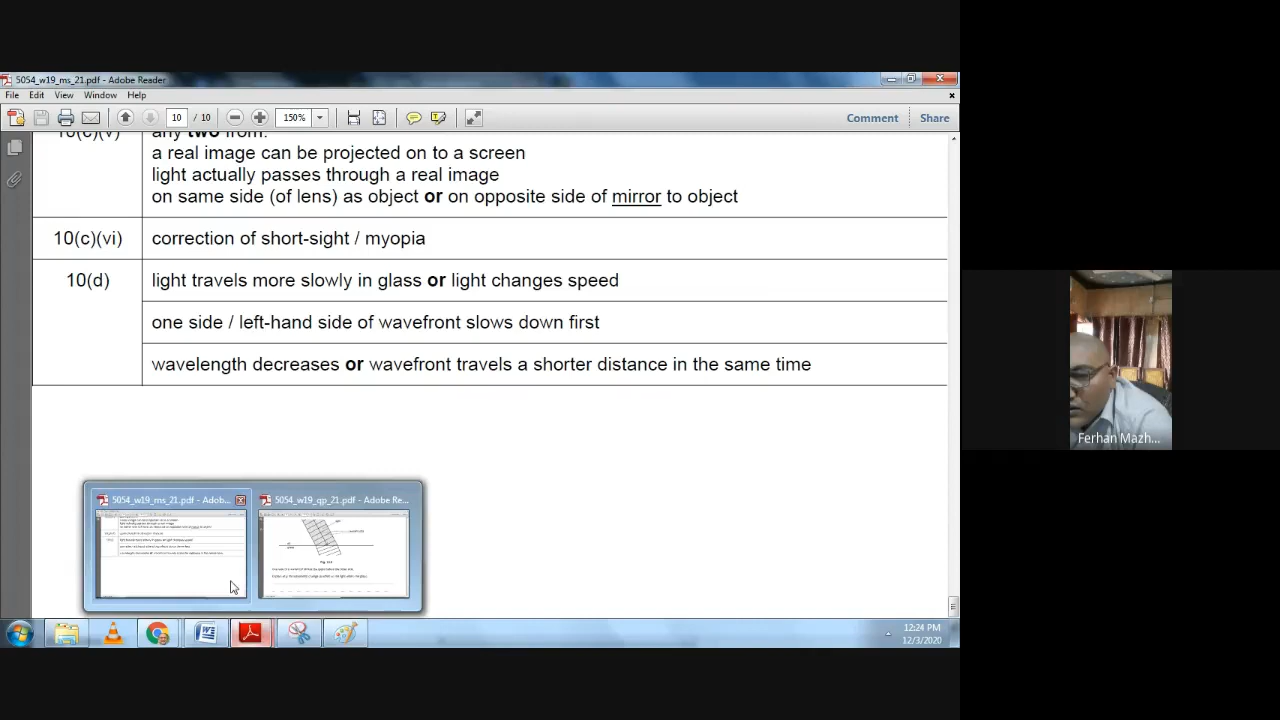 5054_w19_ms_21.pdf - Adobe Reader
File Edit View Window Help
10 / 10
150%
Comment
Share
10(c)(v)
any two from:
a real image can be projected on to a screen
light actually passes through a real image
on same side (of lens) as object or on opposite side of mirror to object
10(c)(vi)
correction of short-sight / myopia
10(d)
light travels more slowly in glass or light changes speed
one side / left-hand side of wavefront slows down first
wavelength decreases or wavefront travels a shorter distance in the same time
5054_w19_ms_21.pdf - Adob...
5054_w19_qp_21.pdf - Adobe Re...
12:24 PM
12/3/2020
Ferhan Mazh...